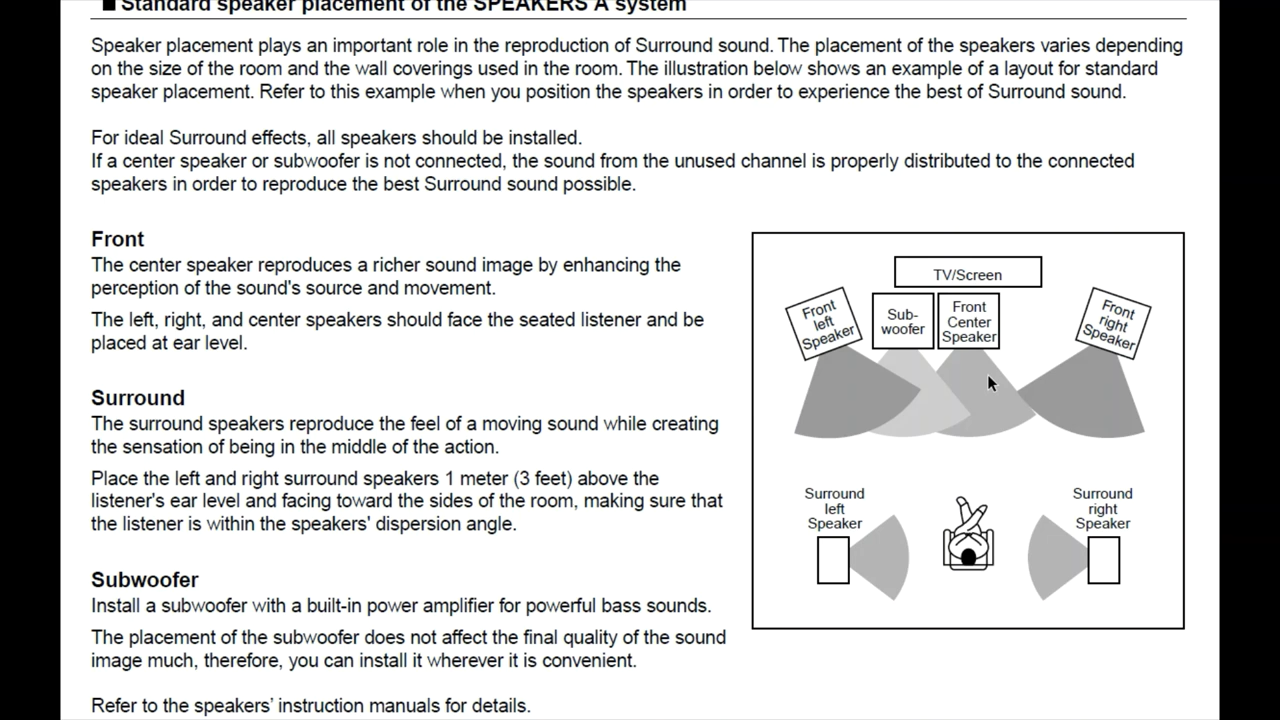 ■ Standard speaker placement of the SPEAKERS A system
Speaker placement plays an important role in the reproduction of Surround sound. The placement of the speakers varies depending
on the size of the room and the wall coverings used in the room. The illustration below shows an example of a layout for standard
speaker placement. Refer to this example when you position the speakers in order to experience the best of Surround sound.
For ideal Surround effects, all speakers should be installed.
If a center speaker or subwoofer is not connected, the sound from the unused channel is properly distributed to the connected
speakers in order to reproduce the best Surround sound possible.
Front
The center speaker reproduces a richer sound image by enhancing the
perception of the sound's source and movement.
The left, right, and center speakers should face the seated listener and be
placed at ear level.
Surround
The surround speakers reproduce the feel of a moving sound while creating
the sensation of being in the middle of the action.
Place the left and right surround speakers 1 meter (3 feet) above the
listener's ear level and facing toward the sides of the room, making sure that
the listener is within the speakers' dispersion angle.
Subwoofer
Install a subwoofer with a built-in power amplifier for powerful bass sounds.
The placement of the subwoofer does not affect the final quality of the sound
image much, therefore, you can install it wherever it is convenient.
Refer to the speakers’ instruction manuals for details.
TV/Screen
Front
left
Speaker
Sub-
woofer
Front
Center
Speaker
Front
right
Speaker
Surround
left
Speaker
Surround
right
Speaker